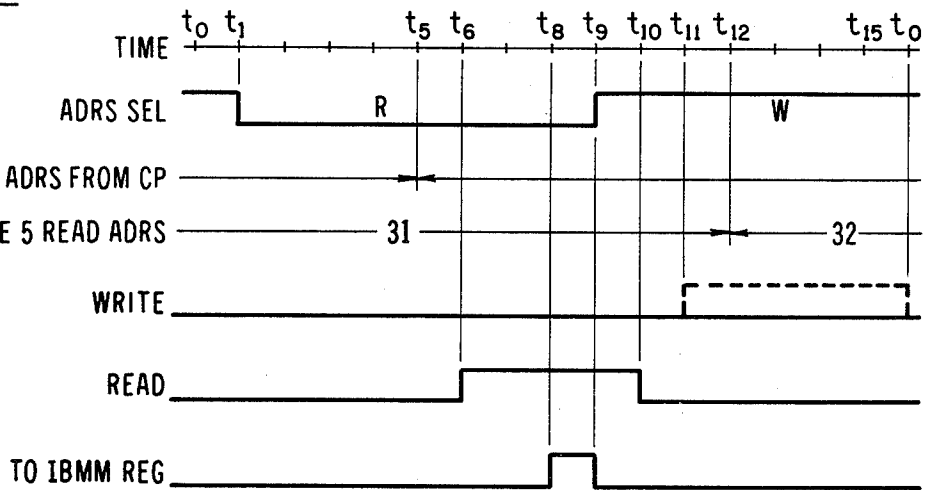 t0 t1 t5 t6 t8 t9 t10 t11 t12 t15 t0
TIME
ADRS SEL R W
ADRS FROM CP
E 5 READ ADRS 31 32
WRITE
READ
TO IBMM REG